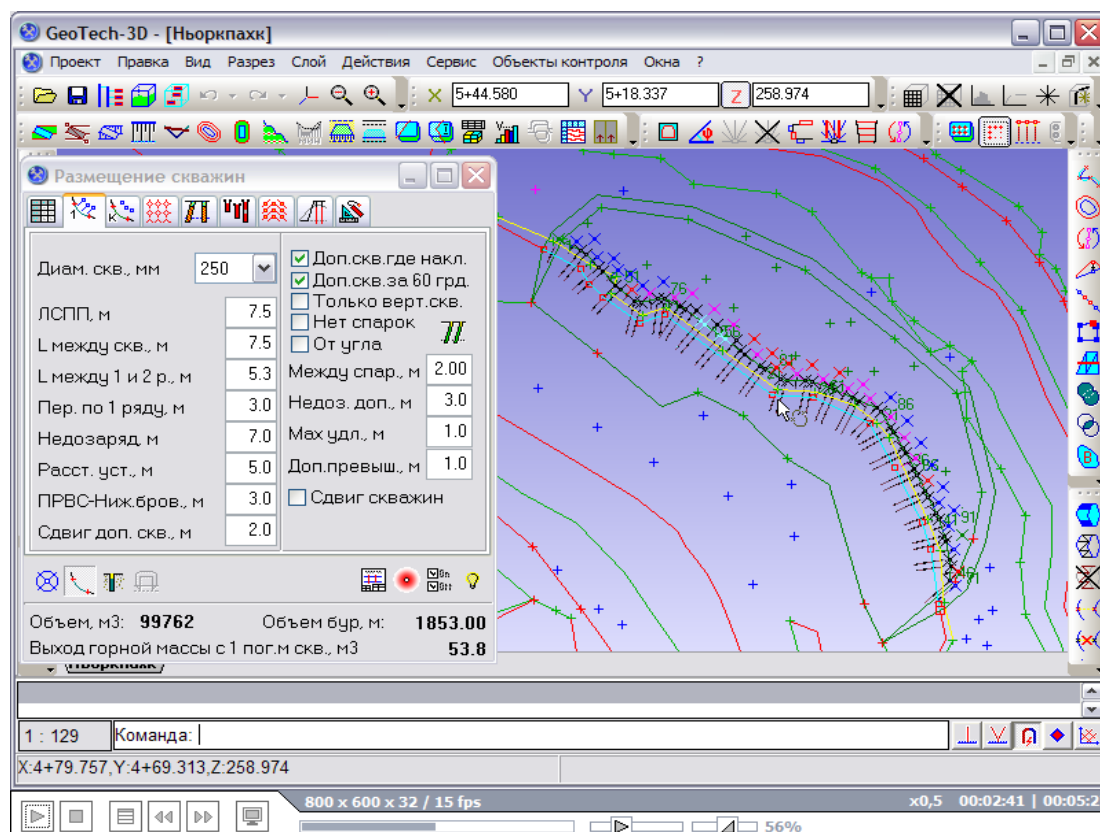 GeoTech-3D - [Ньоркпахк]
Проект Правка Вид Разрез Слой Действия Сервис Объекты контроля Окна ?
X 5+44.580 Y 5+18.337 Z 258.974
Размещение скважин
Диам. скв., мм 250
ЛСПП, м 7.5
L между скв., м 7.5
L между 1 и 2 р., м 5.3
Пер. по 1 ряду, м 3.0
Недозаряд, м 7.0
Расст. уст., м 5.0
ПРВС-Ниж.бров., м 3.0
Сдвиг доп. скв., м 2.0
Доп.скв.где накл.
Доп.скв.за 60 грд.
Только верт.скв.
Нет спарок
От угла
Между спар., м 2.00
Недоз. доп., м 3.0
Мах удл., м 1.0
Доп.превыш., м 1.0
Сдвиг скважин
Объем, м3: 99762 Объем бур, м: 1853.00
Выход горной массы с 1 пог.м скв., м3 53.8
76
81
86
91
71
Ньоркпахк
1 : 129 Команда:
X:4+79.757,Y:4+69.313,Z:258.974
800 x 600 x 32 / 15 fps x0,5 00:02:41 | 00:05:2
56%